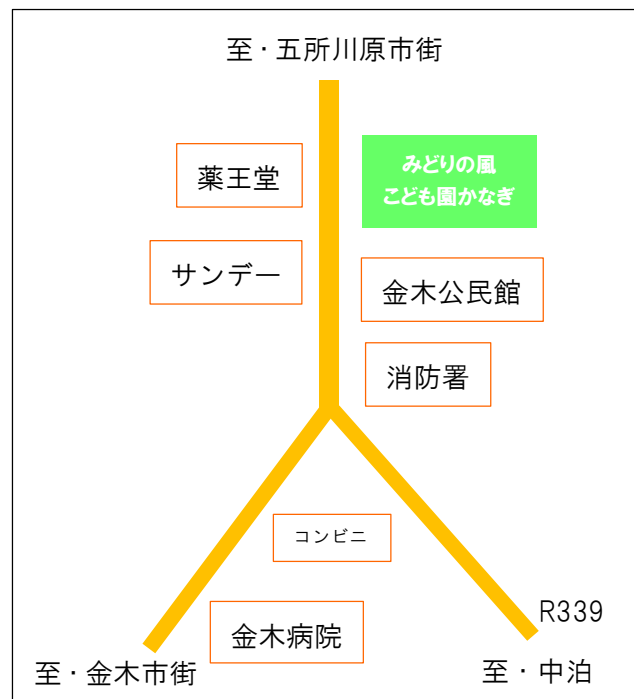 至・五所川原市街
薬王堂
みどりの風
こども園かなぎ
サンデー
金木公民館
消防署
コンビニ
金木病院
R339
至・金木市街
至・中泊